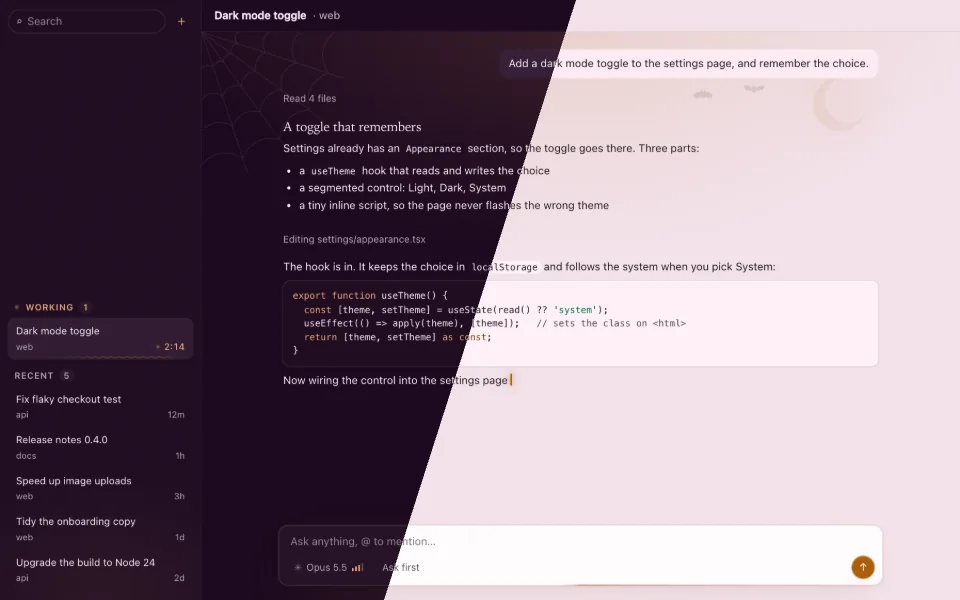 Search
+
Dark mode toggle · web
Add a dark mode toggle to the settings page, and remember the choice.
Read 4 files
A toggle that remembers
Settings already has an Appearance section, so the toggle goes there. Three parts:
• a useTheme hook that reads and writes the choice
• a segmented control: Light, Dark, System
• a tiny inline script, so the page never flashes the wrong theme
Editing settings/appearance.tsx
The hook is in. It keeps the choice in localStorage and follows the system when you pick System:
export function useTheme() {
const [theme, setTheme] = useState(read() ?? 'system');
useEffect(() => apply(theme), [theme]); // sets the class on <html>
return [theme, setTheme] as const;
}
Now wiring the control into the settings page
WORKING 1
Dark mode toggle
web 2:14
RECENT 5
Fix flaky checkout test
api 12m
Release notes 0.4.0
docs 1h
Speed up image uploads
web 3h
Tidy the onboarding copy
web 1d
Upgrade the build to Node 24
api 2d
Ask anything, @ to mention...
Opus 5.5 Ask first